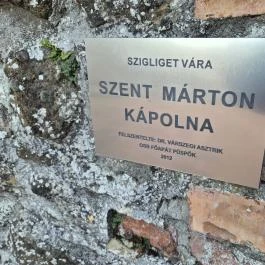 SZIGLIGET VÁRA
SZENT MÁRTON
KÁPOLNA
FELSZENTELTE: DR. VÁRSZEGI ASZTRIK
OSB FŐAPÁT PÜSPÖK
2012